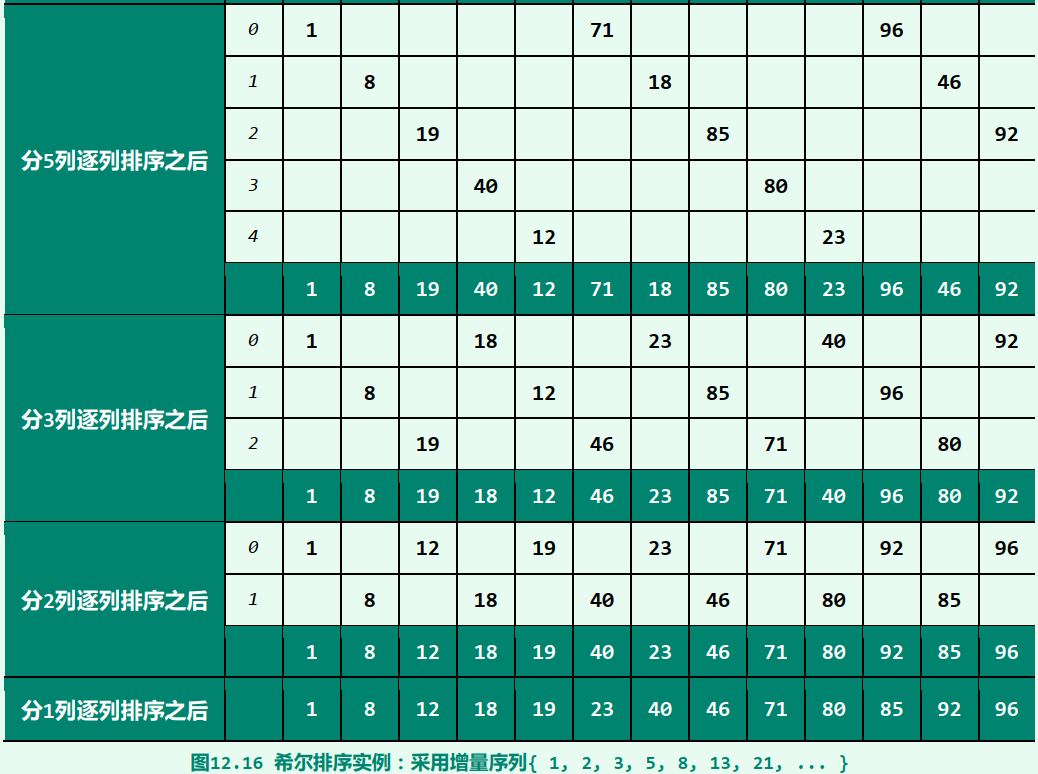 0 1 71 96
1 8 18 46
分5列逐列排序之后 2 19 85 92
3 40 80
4 12 23
1 8 19 40 12 71 18 85 80 23 96 46 92
0 1 18 23 40 92
分3列逐列排序之后 1 8 12 85 96
2 19 46 71 80
1 8 19 18 12 46 23 85 71 40 96 80 92
0 1 12 19 23 71 92 96
分2列逐列排序之后 1 8 18 40 46 80 85
1 8 12 18 19 40 23 46 71 80 92 85 96
分1列逐列排序之后 1 8 12 18 19 23 40 46 71 80 85 92 96
图12.16 希尔排序实例：采用增量序列{ 1, 2, 3, 5, 8, 13, 21, ... }